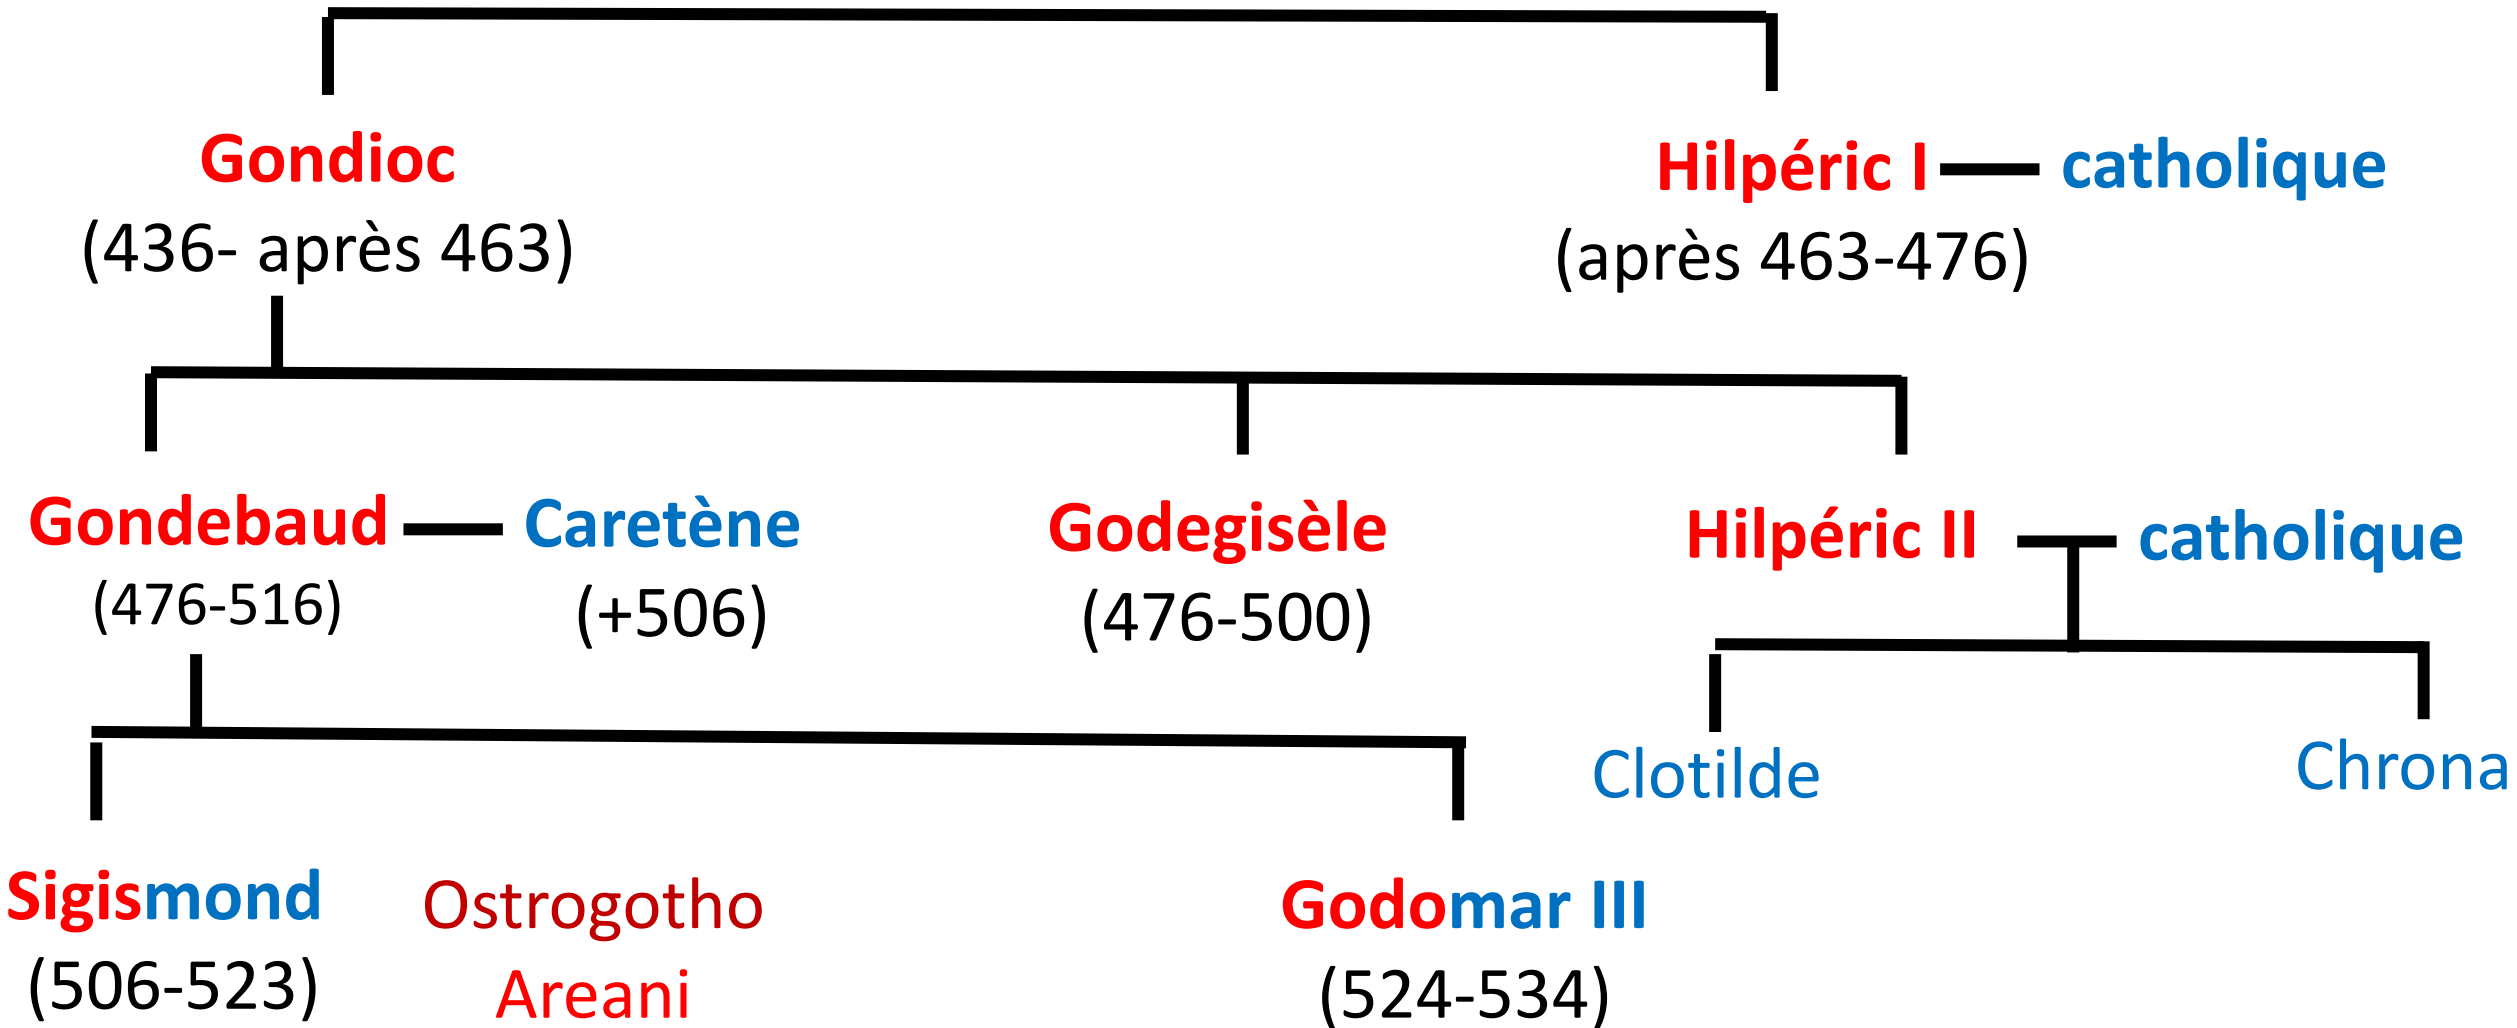 Gondioc
(436- après 463)
Hilpéric I
catholique
(après 463-476)
Gondebaud
(476-516)
Caretène
(+506)
Godegisèle
(476-500)
Hilpéric II
catholique
Clotilde
Chrona
Sigismond
(506-523)
Ostrogotho
Areani
Godomar III
(524-534)